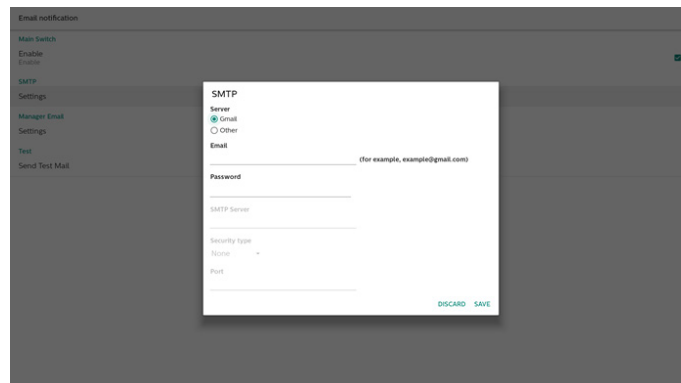 Email notification
Main Switch
Enable
Enable
SMTP
Settings
Manager Email
Settings
Test
Send Test Mail
SMTP
Server
Gmail
Other
Email
(for example, example@gmail.com)
Password
SMTP Server
Security type
None
Port
DISCARD SAVE